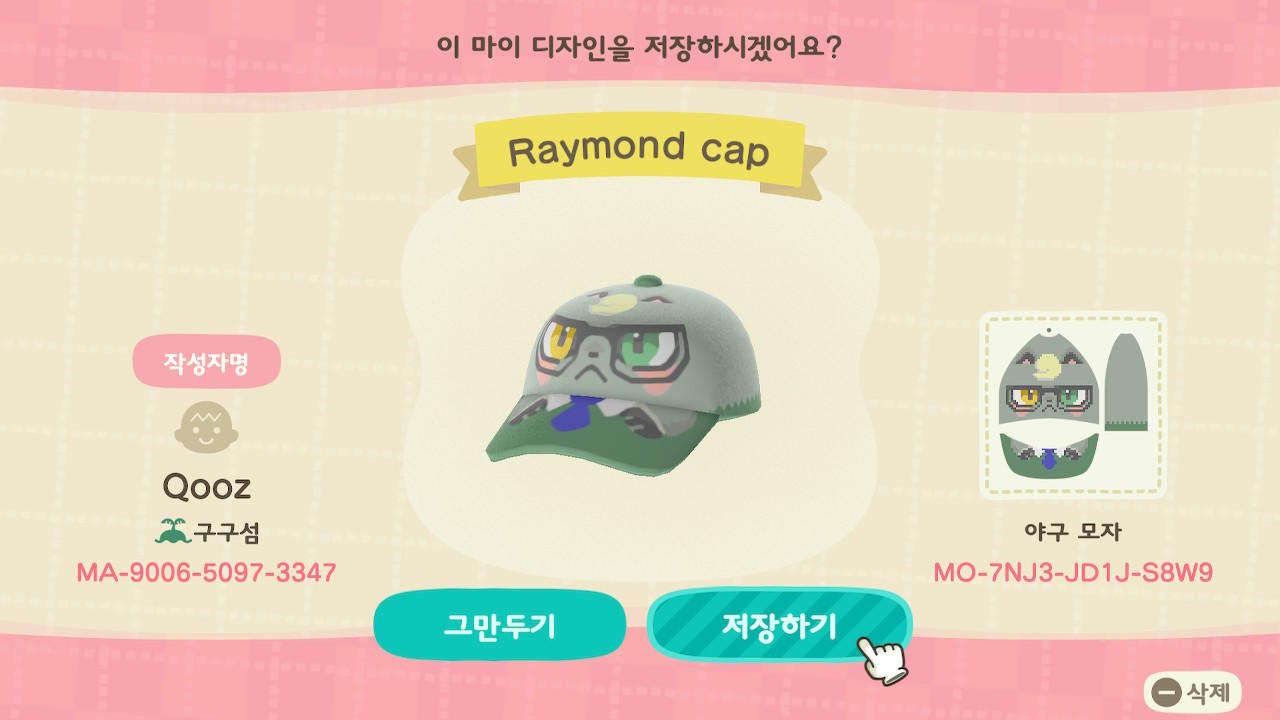 이 마이 디자인을 저장하시겠어요?
Raymond cap
작성자명
Qooz
구구섬
MA-9006-5097-3347
야구 모자
MO-7NJ3-JD1J-S8W9
그만두기
저장하기
삭제